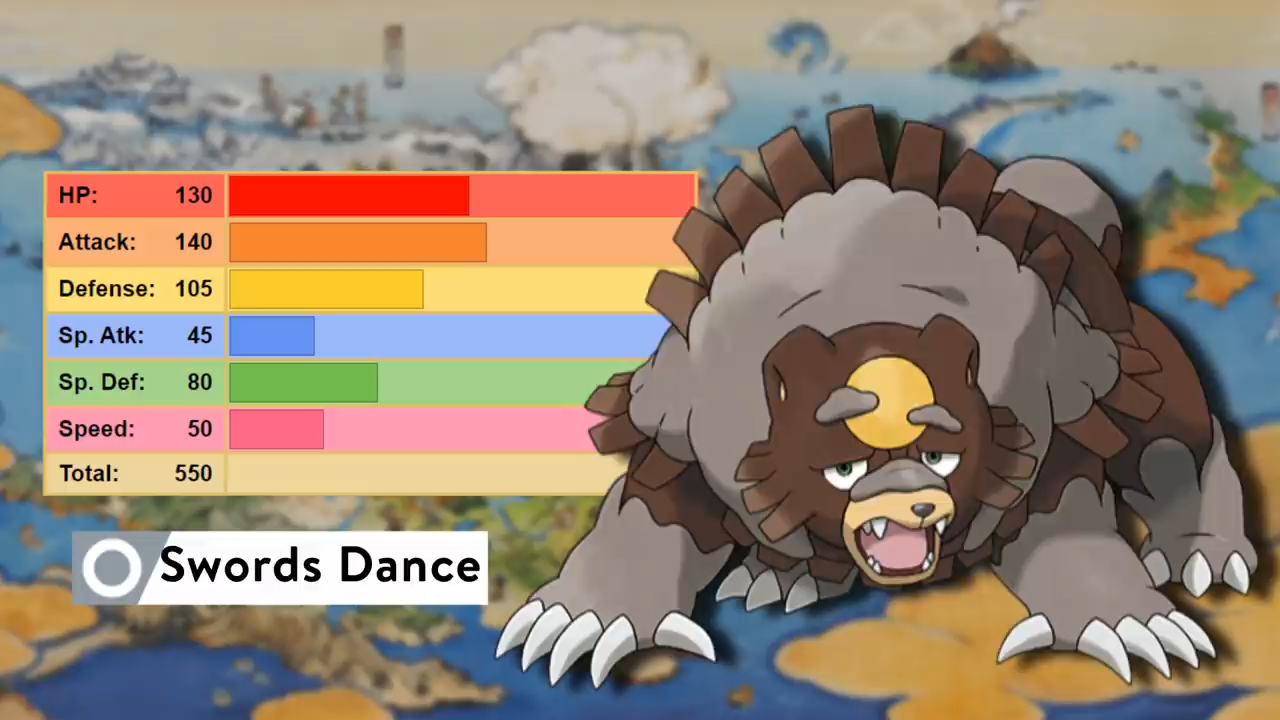 HP: 130
Attack: 140
Defense: 105
Sp. Atk: 45
Sp. Def: 80
Speed: 50
Total: 550
Swords Dance